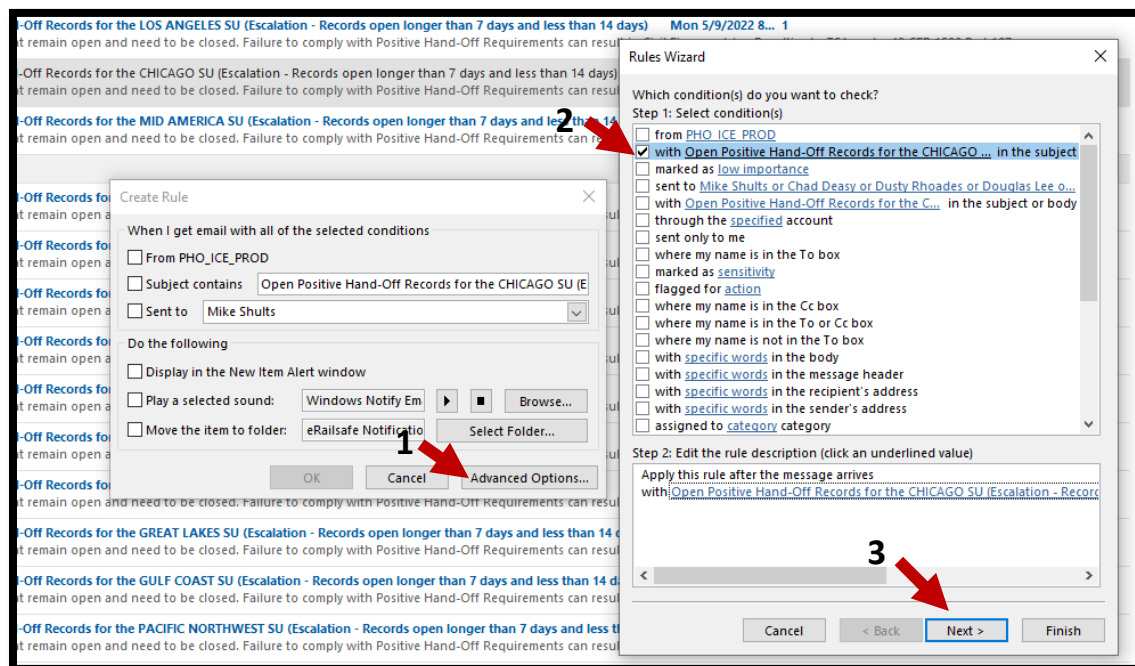 l-Off Records for the LOS ANGELES SU (Escalation - Records open longer than 7 days and less than 14 days) Mon 5/9/2022 8... 1
at remain open and need to be closed. Failure to comply with Positive Hand-Off Requirements can resul
-Off Records for the CHICAGO SU (Escalation - Records open longer than 7 days and less than 14 days)
at remain open and need to be closed. Failure to comply with Positive Hand-Off Requirements can resul
l-Off Records for the MID AMERICA SU (Escalation - Records open longer than 7 days and less than 14
at remain open and need to be closed. Failure to comply with Positive Hand-Off Requirements can re
l-Off Records fo
at remain open a
l-Off Records fo
at remain open a
l-Off Records fo
at remain open a
l-Off Records fo
at remain open a
l-Off Records fo
at remain open a
l-Off Records fo
at remain open a
l-Off Records fo
at remain open and need to be closed. Failure to comply with Positive Hand-Off Requirements can resul
l-Off Records for the GREAT LAKES SU (Escalation - Records open longer than 7 days and less than 14 d
at remain open and need to be closed. Failure to comply with Positive Hand-Off Requirements can resul
l-Off Records for the GULF COAST SU (Escalation - Records open longer than 7 days and less than 14 da
at remain open and need to be closed. Failure to comply with Positive Hand-Off Requirements can resul
-Off Records for the PACIFIC NORTHWEST SU (Escalation - Records open longer than 7 days and less th
at remain open and need to be closed. Failure to comply with Positive Hand-Off Requirements can resul
Create Rule
When I get email with all of the selected conditions
From PHO_ICE_PROD
Subject contains Open Positive Hand-Off Records for the CHICAGO SU (E
Sent to Mike Shults
Do the following
Display in the New Item Alert window
Play a selected sound: Windows Notify Em Browse...
Move the item to folder: eRailsafe Notificatio Select Folder...
1
OK Cancel Advanced Options...
Rules Wizard
Which condition(s) do you want to check?
Step 1: Select condition(s)
2
from PHO_ICE_PROD
with Open Positive Hand-Off Records for the CHICAGO ... in the subject
marked as low importance
sent to Mike Shults or Chad Deasy or Dusty Rhoades or Douglas Lee o...
with Open Positive Hand-Off Records for the C... in the subject or body
through the specified account
sent only to me
where my name is in the To box
marked as sensitivity
flagged for action
where my name is in the Cc box
where my name is in the To or Cc box
where my name is not in the To box
with specific words in the body
with specific words in the message header
with specific words in the recipient's address
with specific words in the sender's address
assigned to category category
Step 2: Edit the rule description (click an underlined value)
Apply this rule after the message arrives
with Open Positive Hand-Off Records for the CHICAGO SU (Escalation - Record
3
Cancel < Back Next > Finish